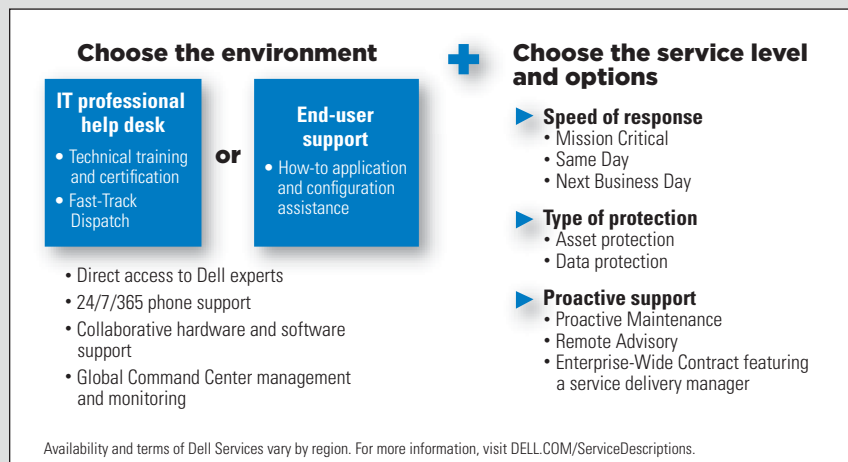 Choose the environment
IT professional
help desk
• Technical training
and certification
• Fast-Track
Dispatch
or
End-user
support
• How-to application
and configuration
assistance
• Direct access to Dell experts
• 24/7/365 phone support
• Collaborative hardware and software
support
• Global Command Center management
and monitoring
+
Choose the service level
and options
Speed of response
• Mission Critical
• Same Day
• Next Business Day
Type of protection
• Asset protection
• Data protection
Proactive support
• Proactive Maintenance
• Remote Advisory
• Enterprise-Wide Contract featuring
a service delivery manager
Availability and terms of Dell Services vary by region. For more information, visit DELL.COM/ServiceDescriptions.